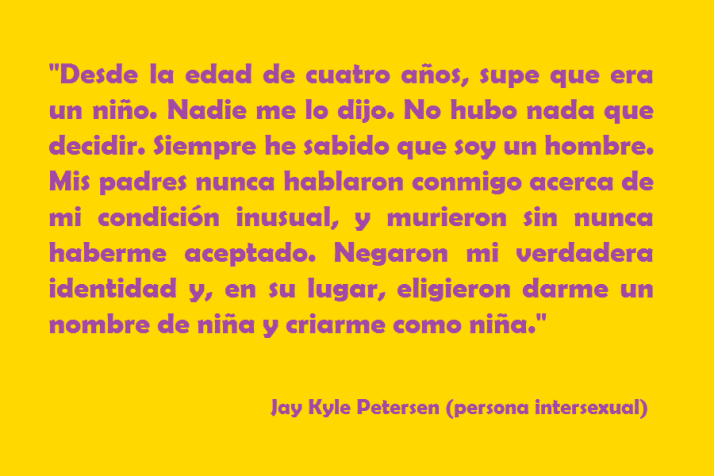 "Desde la edad de cuatro años, supe que era
un niño. Nadie me lo dijo. No hubo nada que
decidir. Siempre he sabido que soy un hombre.
Mis padres nunca hablaron conmigo acerca de
mi condición inusual, y murieron sin nunca
haberme aceptado. Negaron mi verdadera
identidad y, en su lugar, eligieron darme un
nombre de niña y criarme como niña."
Jay Kyle Petersen (persona intersexual)